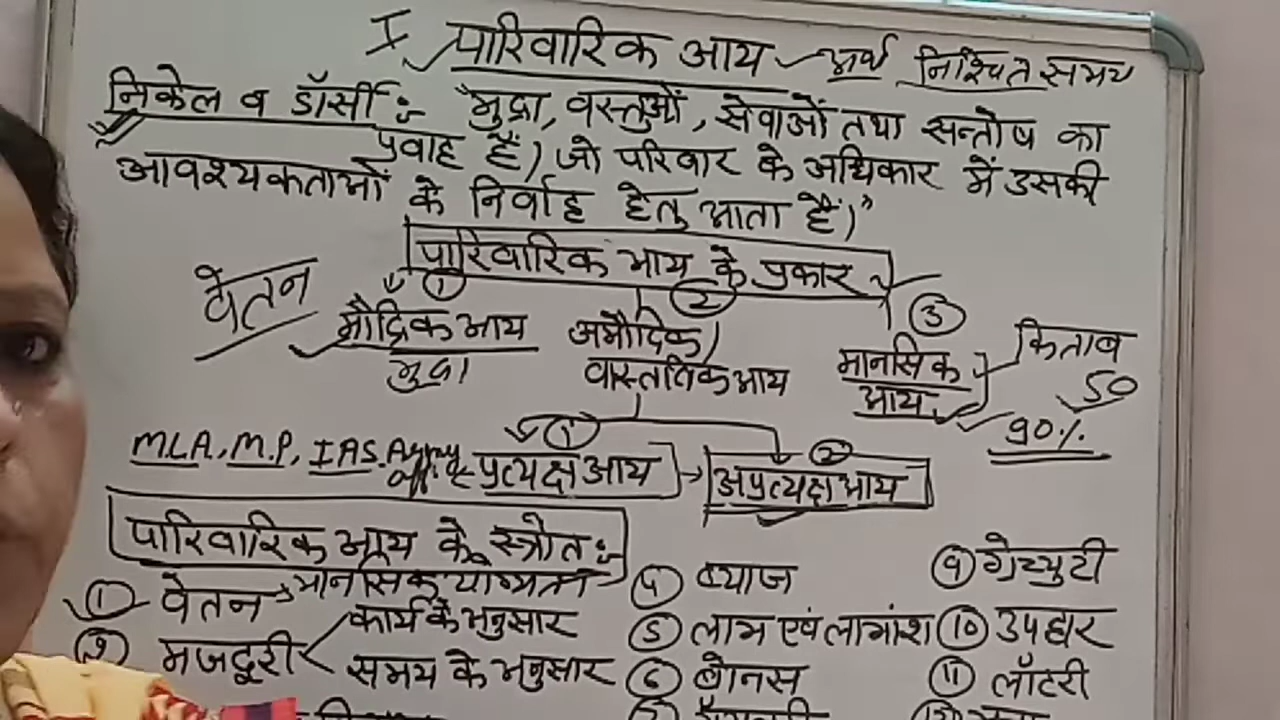 I पारिवारिक आय अर्थ निश्चित समय
निकेल व डॉर्सी :- "मुद्रा, वस्तुओं, सेवाओं तथा सन्तोष का
प्रवाह हैं, जो परिवार के अधिकार में उसकी
आवश्यकताओं के निर्वाह हेतु आता हैं।"
पारिवारिक आय के प्रकार
वेतन
① मौद्रिक आय
मुद्रा
② अमौद्रिक/
वास्तविक आय
③ मानसिक
आय
किताब
50
90%
MLA, M.P, IAS. Army
① प्रत्यक्ष आय
② अप्रत्यक्ष आय
पारिवारिक आय के स्त्रोत :-
① वेतन मानसिक योग्यता
② मजदूरी कार्य के अनुसार
समय के अनुसार
④ ब्याज
⑤ लाभ एवं लाभांश
⑥ बोनस
⑨ ग्रेच्युटी
⑩ उपहार
⑪ लॉटरी